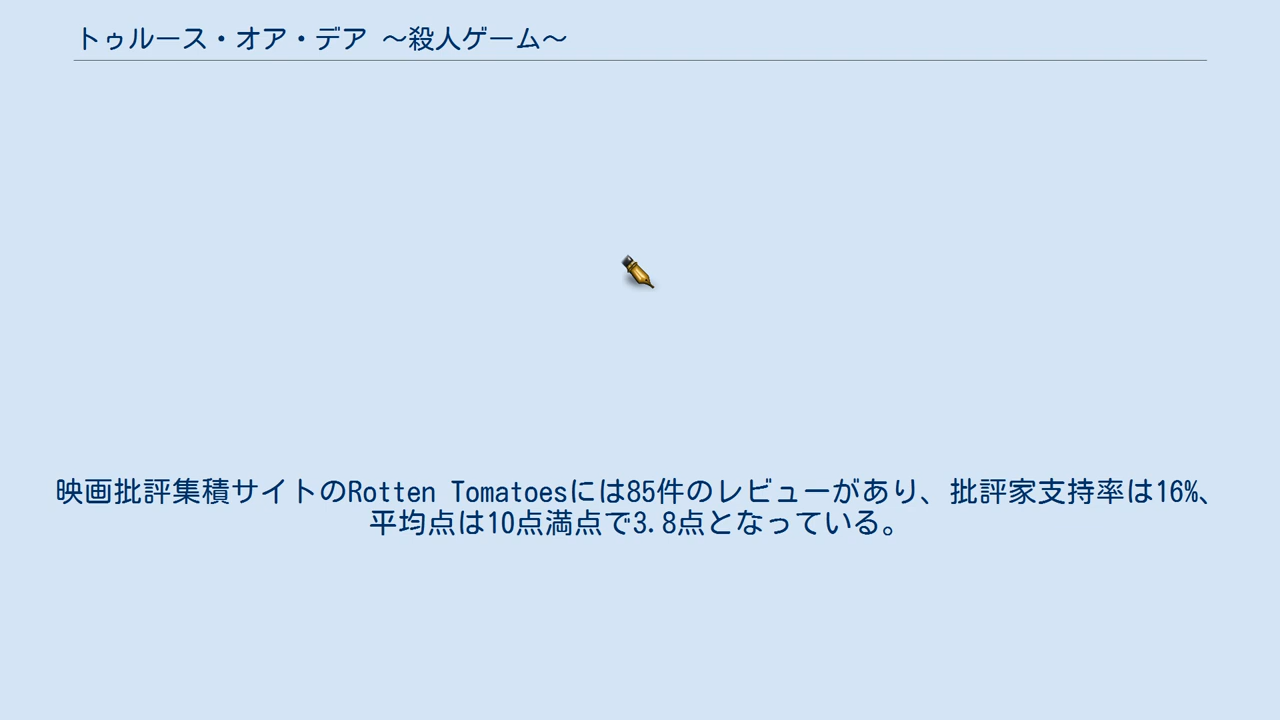 トゥルース・オア・デア ～殺人ゲーム～
映画批評集積サイトのRotten Tomatoesには85件のレビューがあり、批評家支持率は16%、
平均点は10点満点で3.8点となっている。